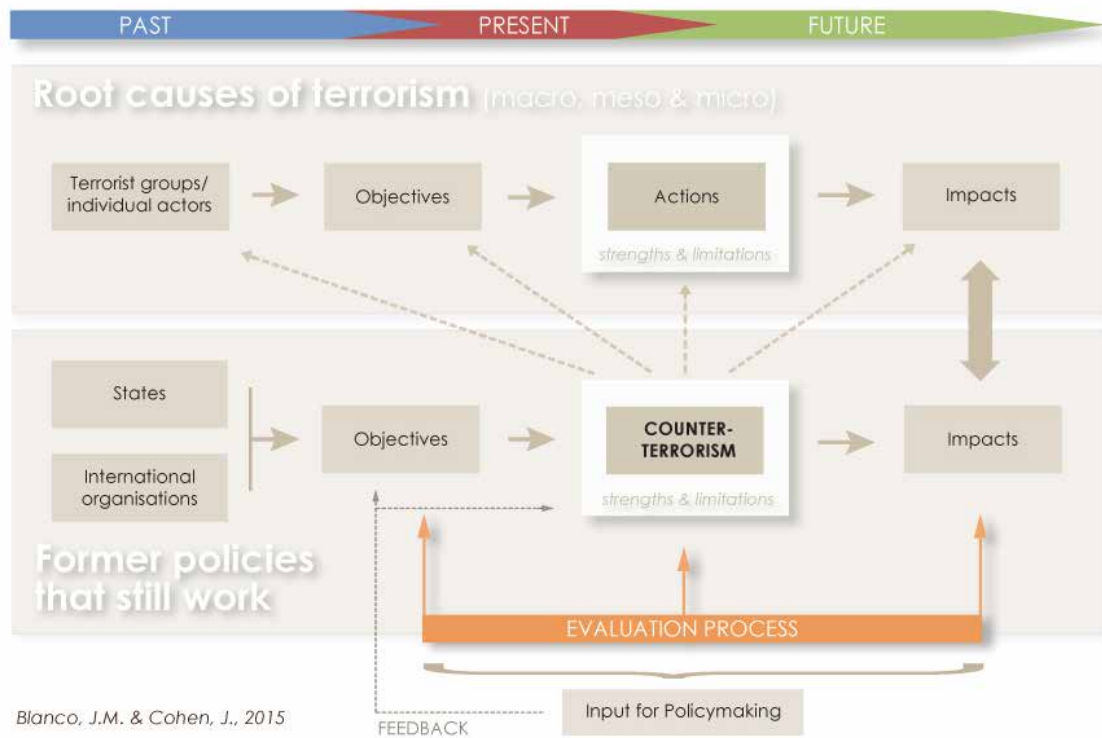 PAST PRESENT FUTURE
Root causes of terrorism (macro, meso & micro)
Terrorist groups/
individual actors
Objectives
Actions
Impacts
strengths & limitations
States
International
organisations
Objectives
COUNTER-
TERRORISM
Impacts
strengths & limitations
Former policies
that still work
EVALUATION PROCESS
Input for Policymaking
FEEDBACK
Blanco, J.M. & Cohen, J., 2015